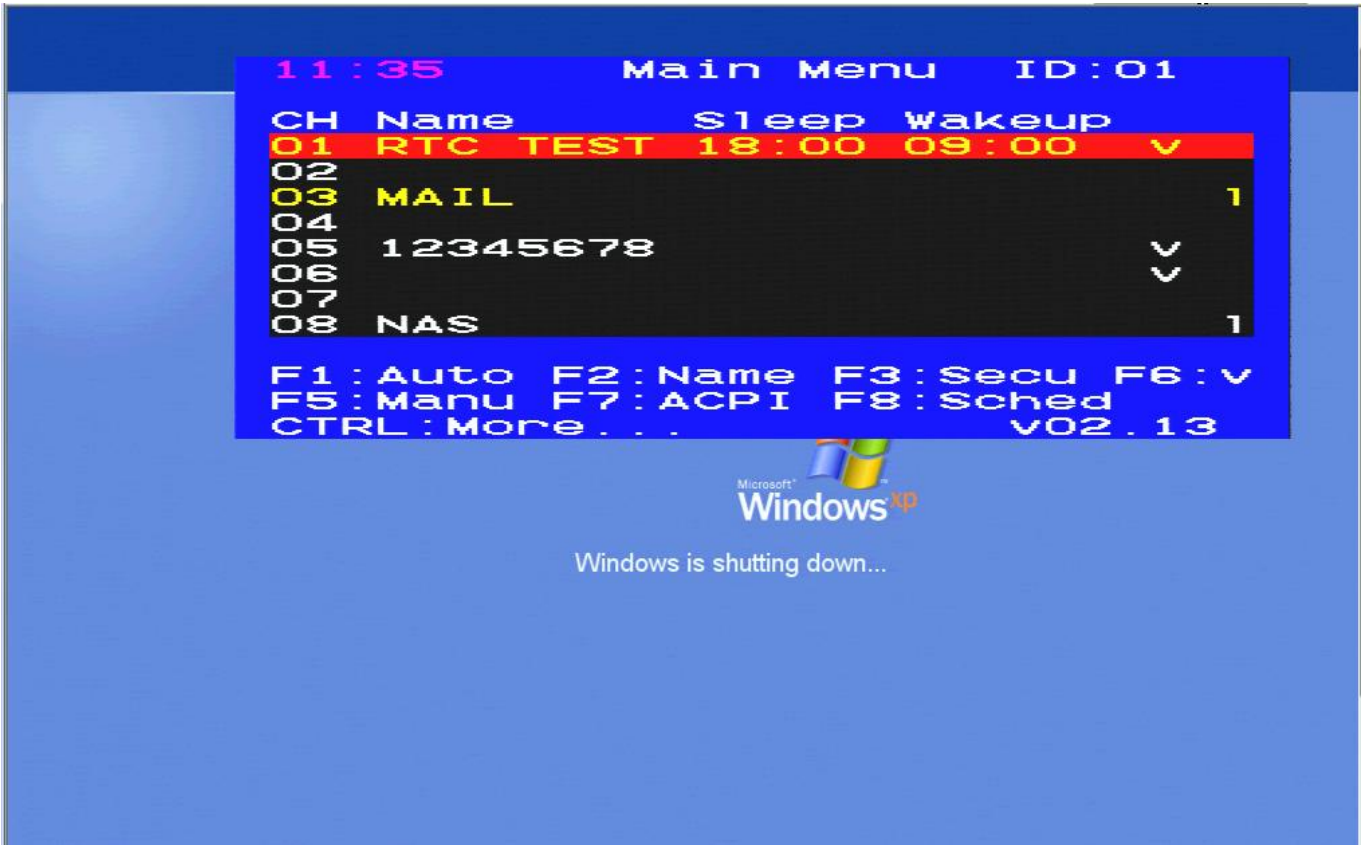 11:35 Main Menu ID:01
CH Name Sleep Wakeup
01 RTC TEST 18:00 09:00 v
02
03 MAIL 1
04
05 12345678 v
06 v
07
08 NAS 1
F1:Auto F2:Name F3:Secu F6:v
F5:Manu F7:ACPI F8:Sched
CTRL:More... v02.13
Microsoft®
Windows xp
Windows is shutting down...